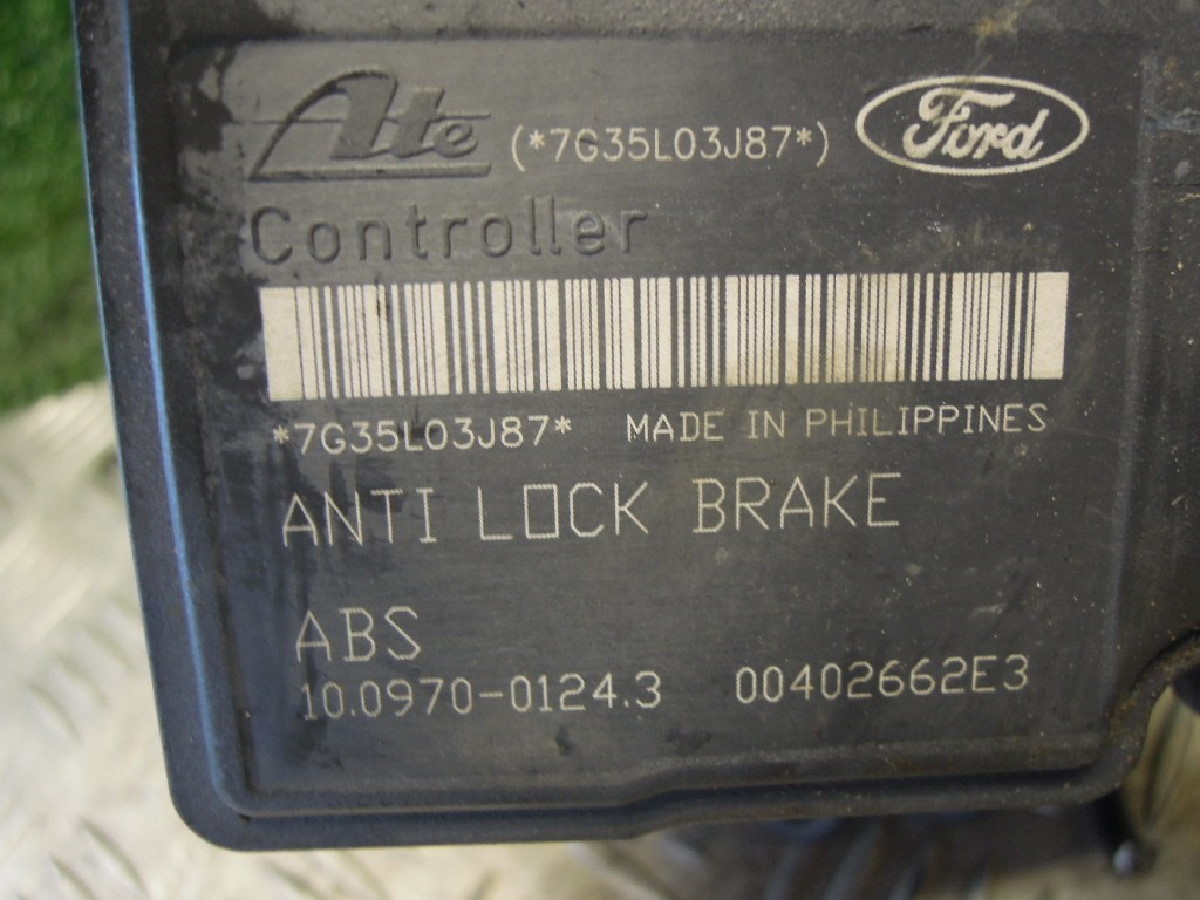 Ate (*7G35L03J87*) Ford
Controller
*7G35L03J87* MADE IN PHILIPPINES
ANTI LOCK BRAKE
ABS
10.0970-0124.3 00402662E3